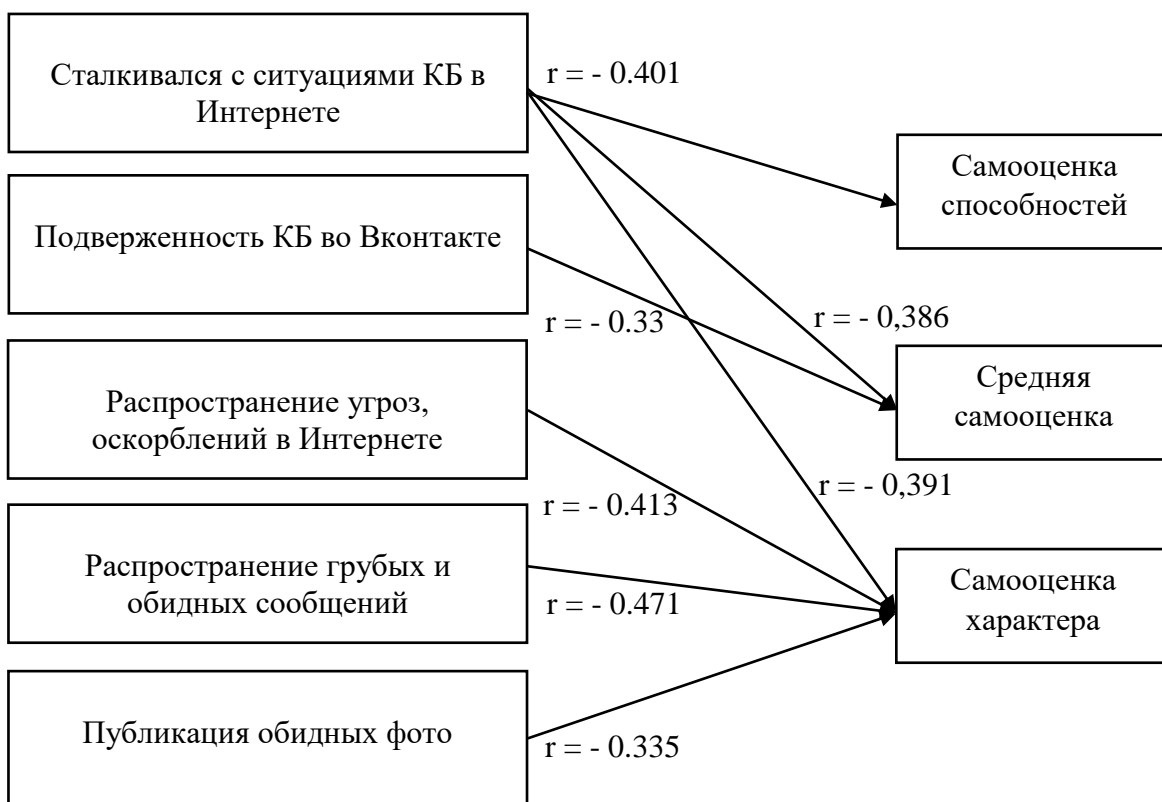 Сталкивался с ситуациями КБ в
Интернете
r = - 0.401
Самооценка
способностей
Подверженность КБ во Вконтакте
r = - 0.33
r = - 0,386
Средняя
самооценка
Распространение угроз,
оскорблений в Интернете
r = - 0,391
r = - 0.413
Распространение грубых и
обидных сообщений
r = - 0.471
Самооценка
характера
Публикация обидных фото
r = - 0.335